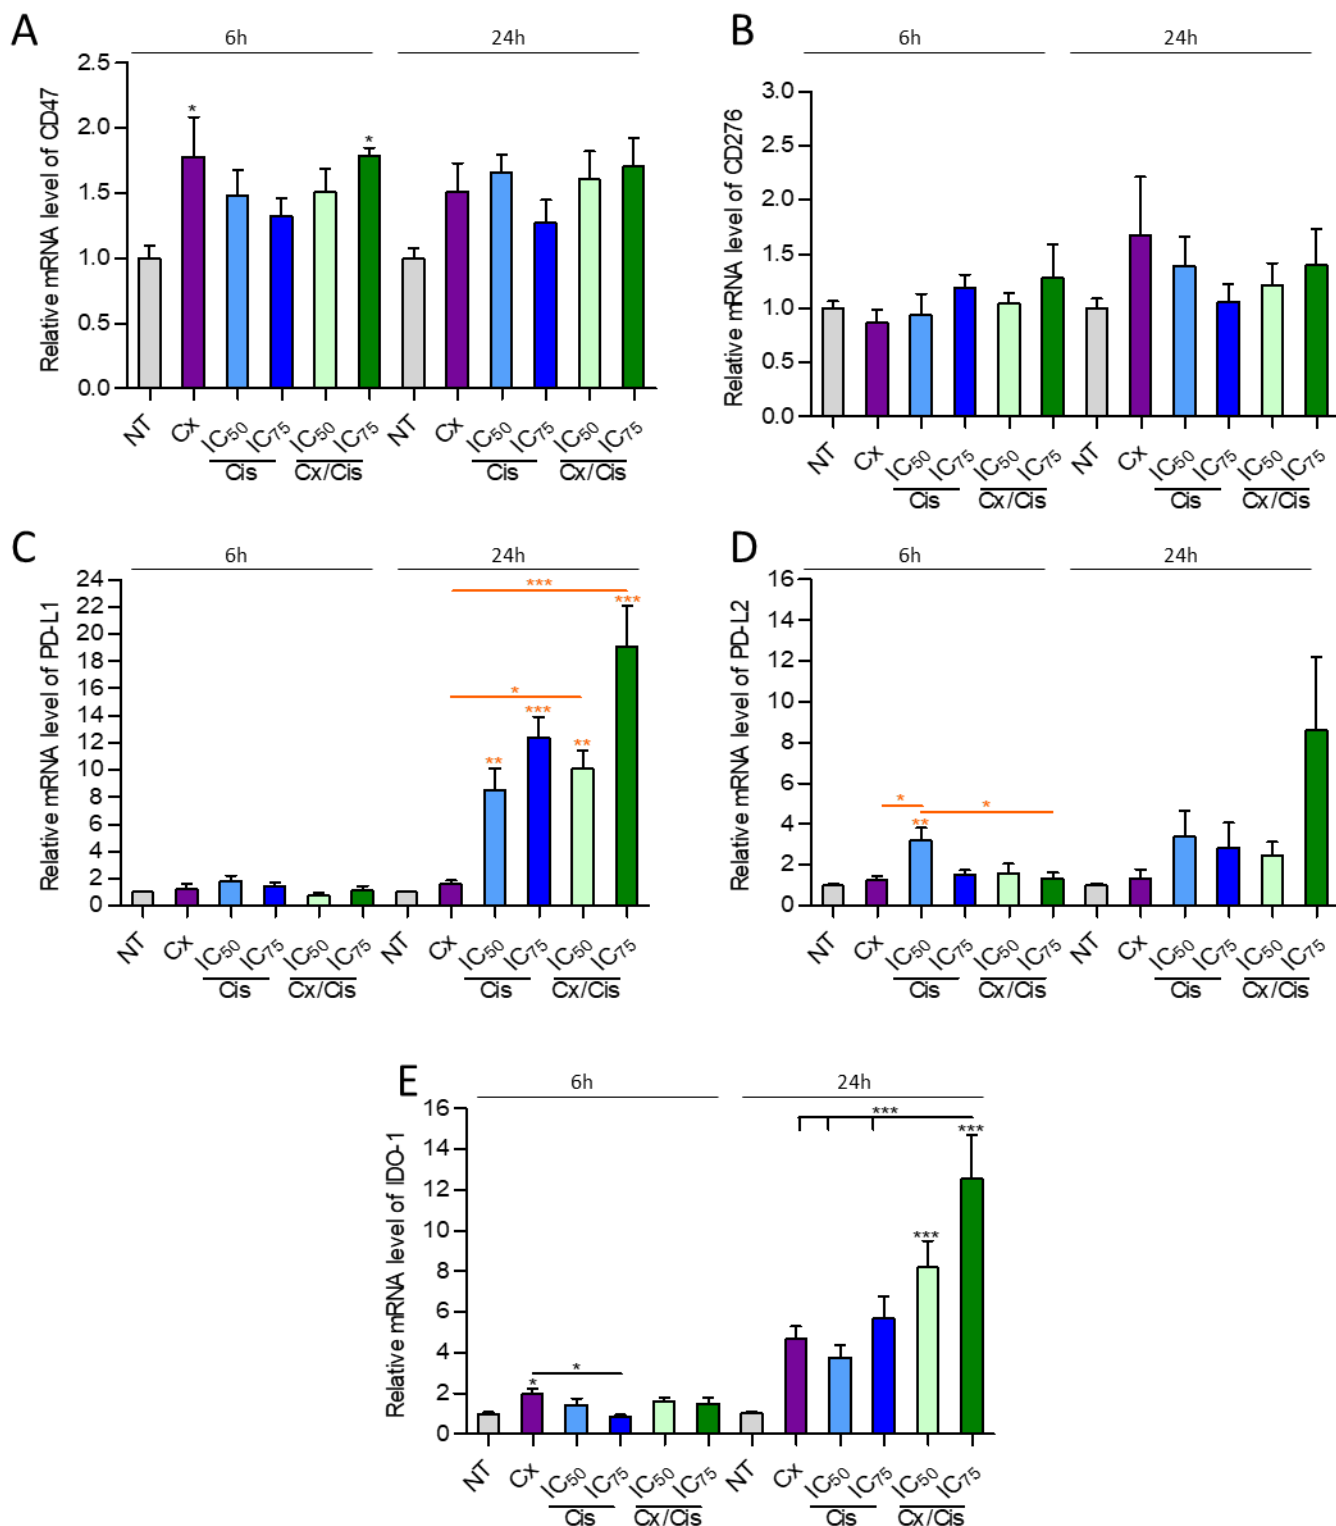 A
6h
24h
Relative mRNA level of CD47
2.5
2.0
1.5
1.0
0.5
0.0
*
*
NT
Cx
IC50
IC75
IC50
IC75
NT
Cx
IC50
IC75
IC50
IC75
Cis
Cx/Cis
Cis
Cx/Cis
B
6h
24h
Relative mRNA level of CD276
3.0
2.5
2.0
1.5
1.0
0.5
0.0
NT
Cx
IC50
IC75
IC50
IC75
NT
Cx
IC50
IC75
IC50
IC75
Cis
Cx/Cis
Cis
Cx/Cis
C
6h
24h
Relative mRNA level of PD-L1
24
22
20
18
16
14
12
10
8
6
4
2
0
***
***
*
***
**
**
NT
Cx
IC50
IC75
IC50
IC75
NT
Cx
IC50
IC75
IC50
IC75
Cis
Cx/Cis
Cis
Cx/Cis
D
6h
24h
Relative mRNA level of PD-L2
16
14
12
10
8
6
4
2
0
*
*
**
NT
Cx
IC50
IC75
IC50
IC75
NT
Cx
IC50
IC75
IC50
IC75
Cis
Cx/Cis
Cis
Cx/Cis
E
6h
24h
Relative mRNA level of IDO-1
16
14
12
10
8
6
4
2
0
***
***
***
*
*
NT
Cx
IC50
IC75
IC50
IC75
NT
Cx
IC50
IC75
IC50
IC75
Cis
Cx/Cis
Cis
Cx/Cis